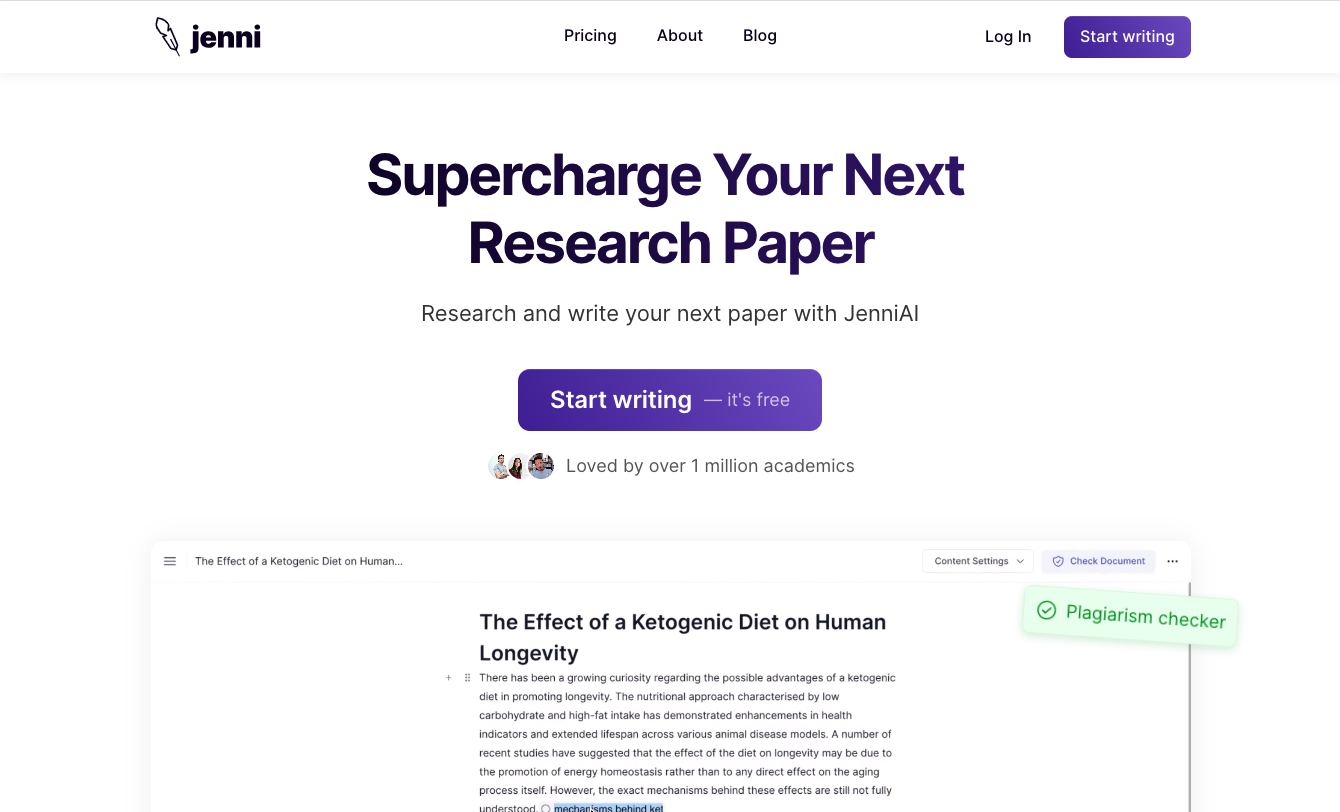 jenni
Pricing
About
Blog
Log In
Start writing
Supercharge Your Next
Research Paper
Research and write your next paper with JenniAI
Start writing — it's free
Loved by over 1 million academics
The Effect of a Ketogenic Diet on Human...
Content Settings
Check Document
Plagiarism checker
The Effect of a Ketogenic Diet on Human
Longevity
There has been a growing curiosity regarding the possible advantages of a ketogenic
diet in promoting longevity. The nutritional approach characterised by low
carbohydrate and high-fat intake has demonstrated enhancements in health
indicators and extended lifespan across various animal disease models. A number of
recent studies have suggested that the effect of the diet on longevity may be due to
the promotion of energy homeostasis rather than to any direct effect on the aging
process itself. However, the exact mechanisms behind these effects are still not fully
understood. mechanisms behind ket